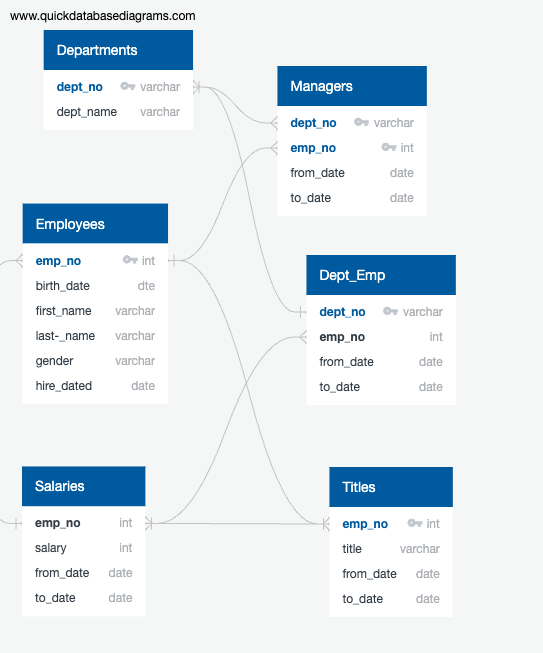 www.quickdatabasediagrams.com
Departments
dept_no varchar
dept_name varchar
Managers
dept_no varchar
emp_no int
from_date date
to_date date
Employees
emp_no int
birth_date dte
first_name varchar
last-_name varchar
gender varchar
hire_dated date
Dept_Emp
dept_no varchar
emp_no int
from_date date
to_date date
Salaries
emp_no int
salary int
from_date date
to_date date
Titles
emp_no int
title varchar
from_date date
to_date date